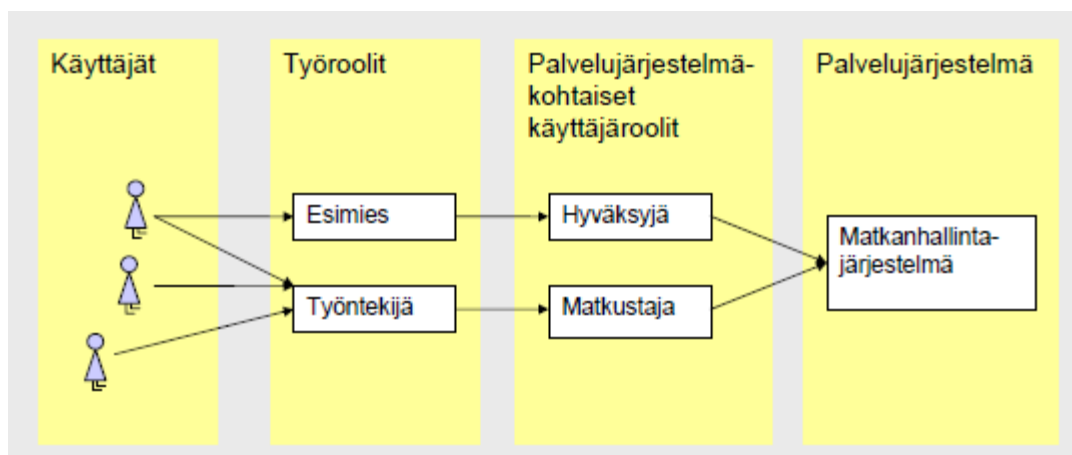 Käyttäjät
Työroolit
Palvelujärjestelmä-
kohtaiset
käyttäjäroolit
Palvelujärjestelmä
Esimies
Hyväksyjä
Matkanhallinta-
järjestelmä
Työntekijä
Matkustaja